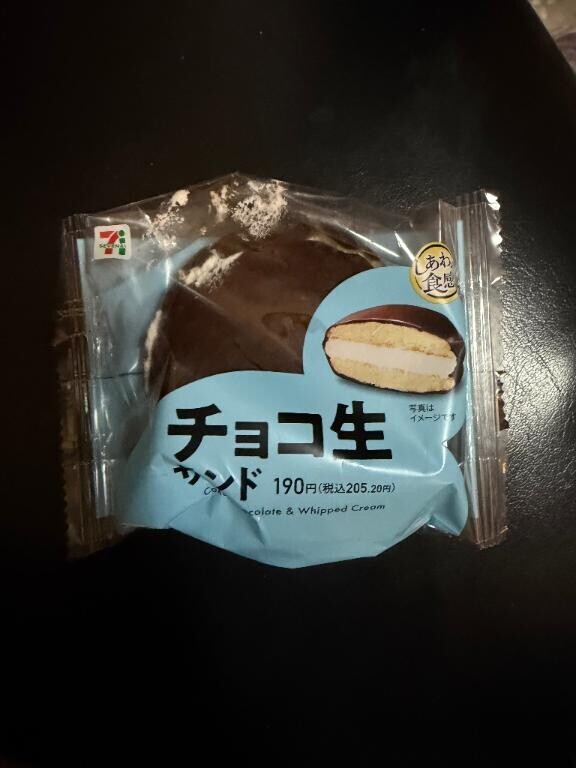 7i
SEVEN & i
しあわ
食感
写真は
イメージです
チョコ生
サンド 190円(税込205.20円)
Chocolate & Whipped Cream